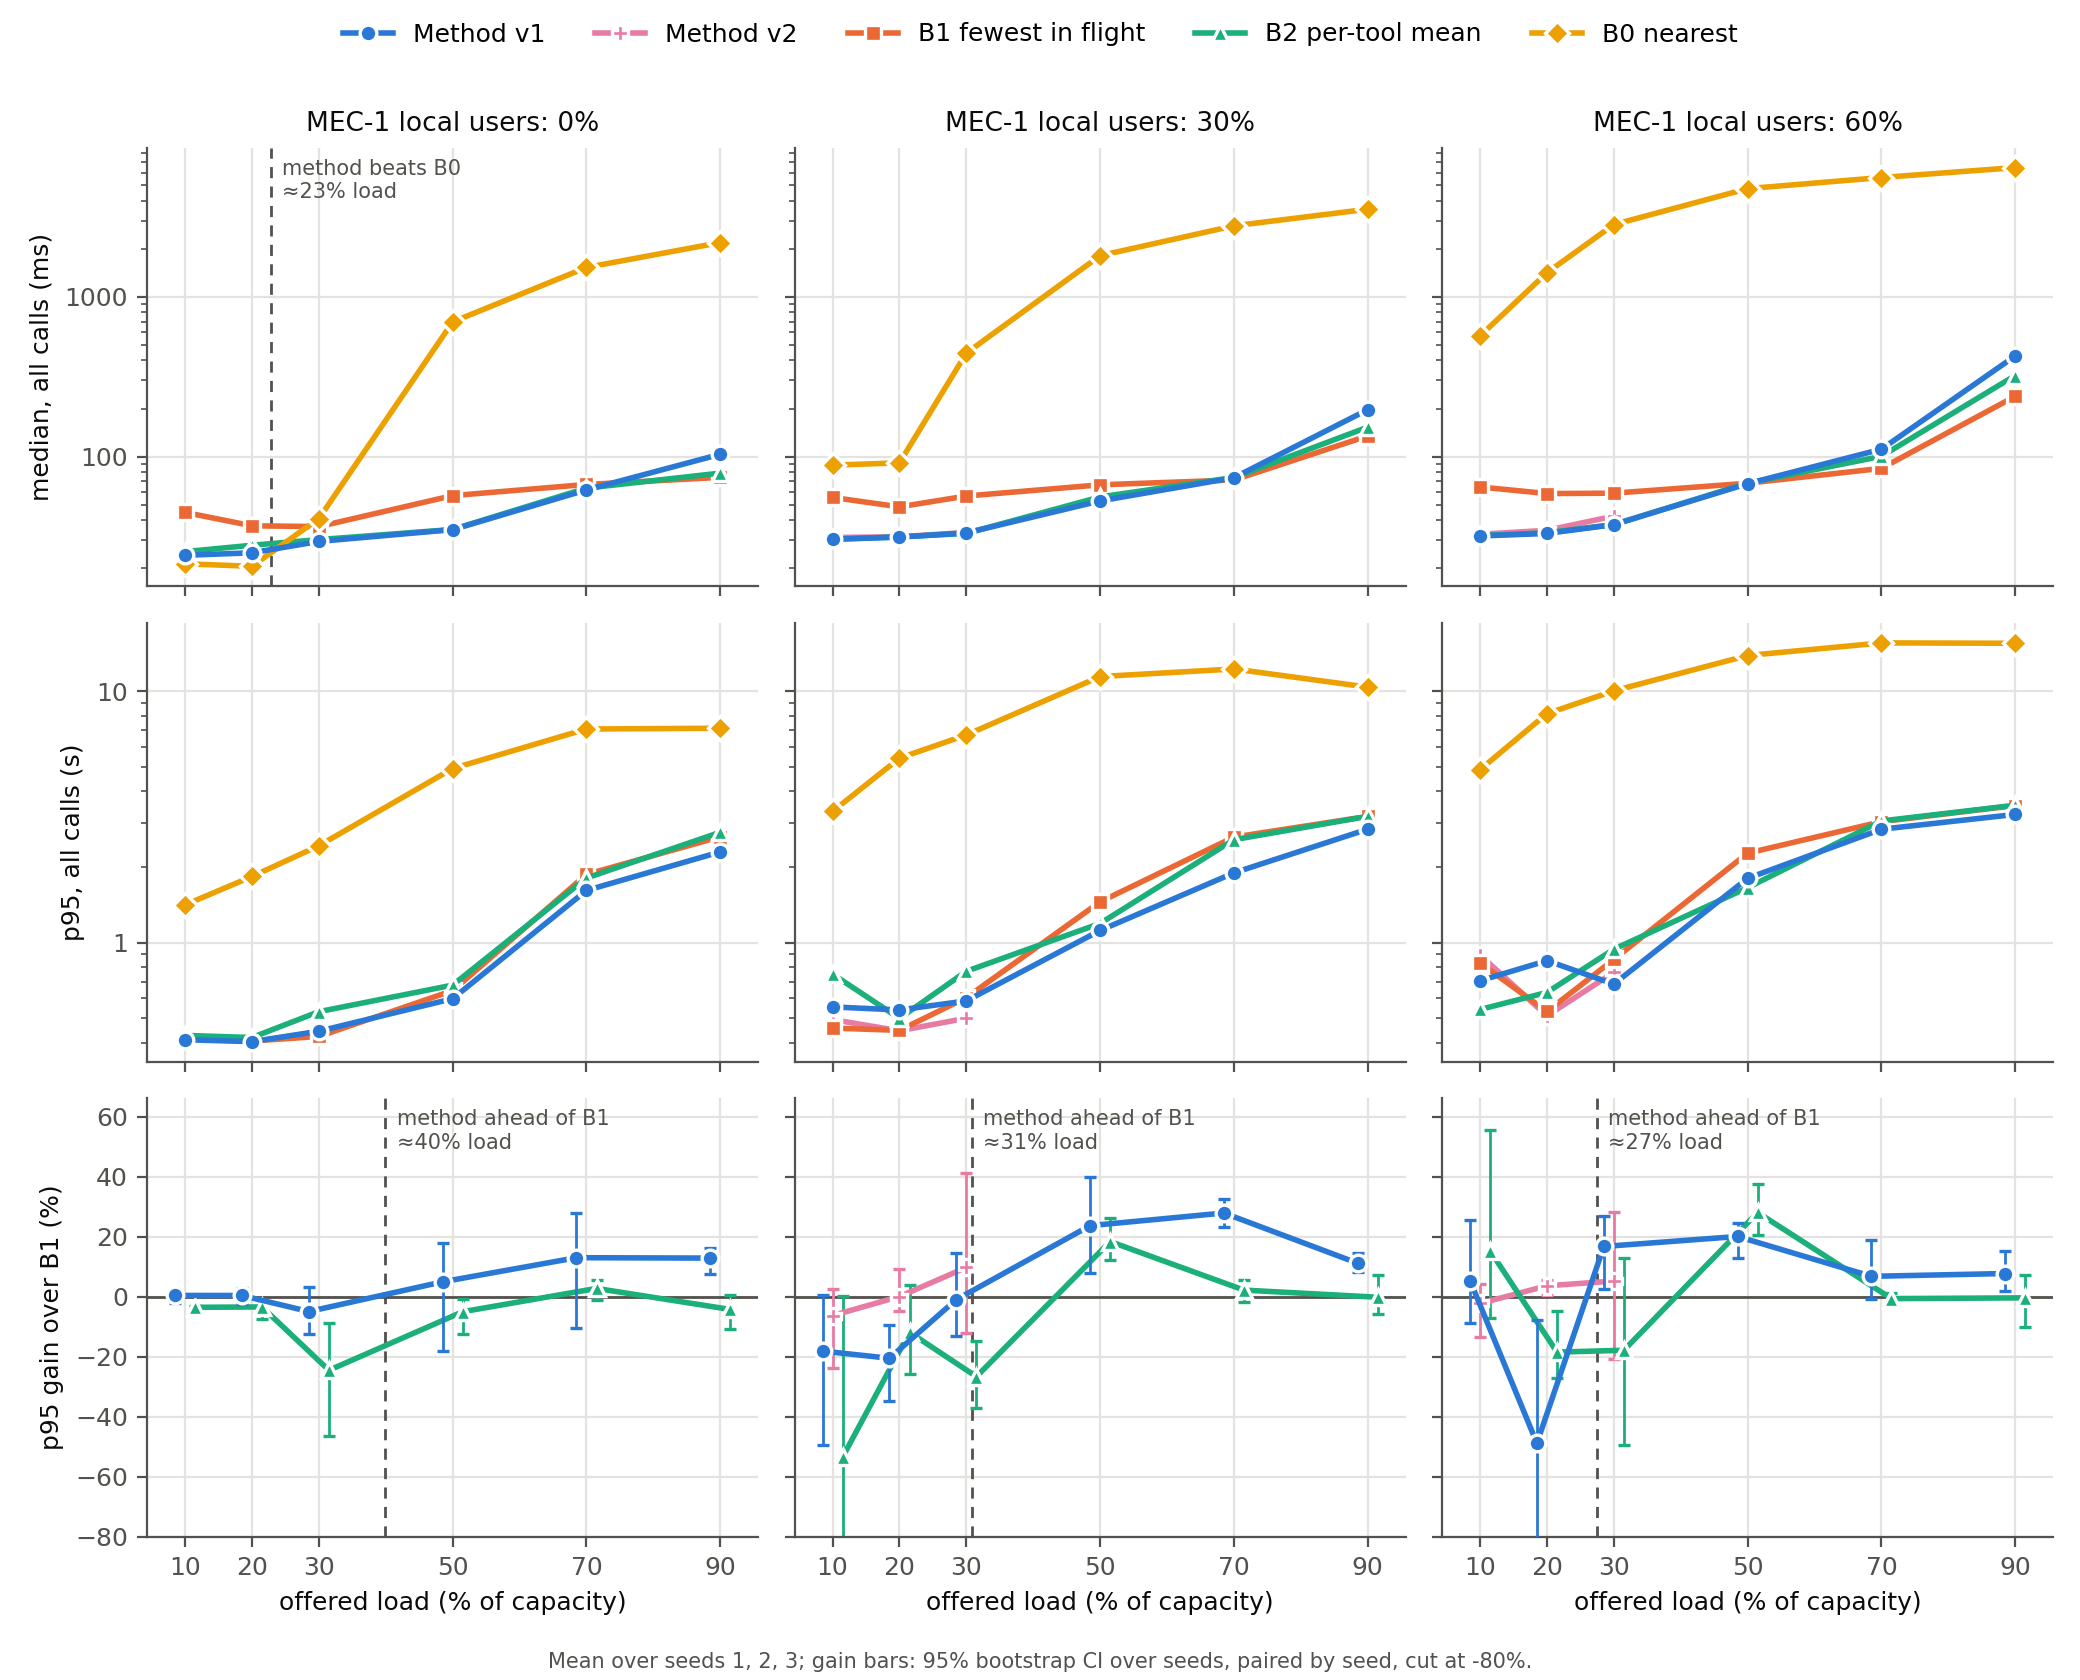 Method v1 Method v2 B1 fewest in flight B2 per-tool mean B0 nearest
MEC-1 local users: 0% MEC-1 local users: 30% MEC-1 local users: 60%
median, all calls (ms)
1000
100
method beats B0
≈23% load
p95, all calls (s)
10
1
p95 gain over B1 (%)
60
40
20
0
−20
−40
−60
−80
method ahead of B1
≈40% load
method ahead of B1
≈31% load
method ahead of B1
≈27% load
10 20 30 50 70 90
10 20 30 50 70 90
10 20 30 50 70 90
offered load (% of capacity) offered load (% of capacity) offered load (% of capacity)
Mean over seeds 1, 2, 3; gain bars: 95% bootstrap CI over seeds, paired by seed, cut at -80%.